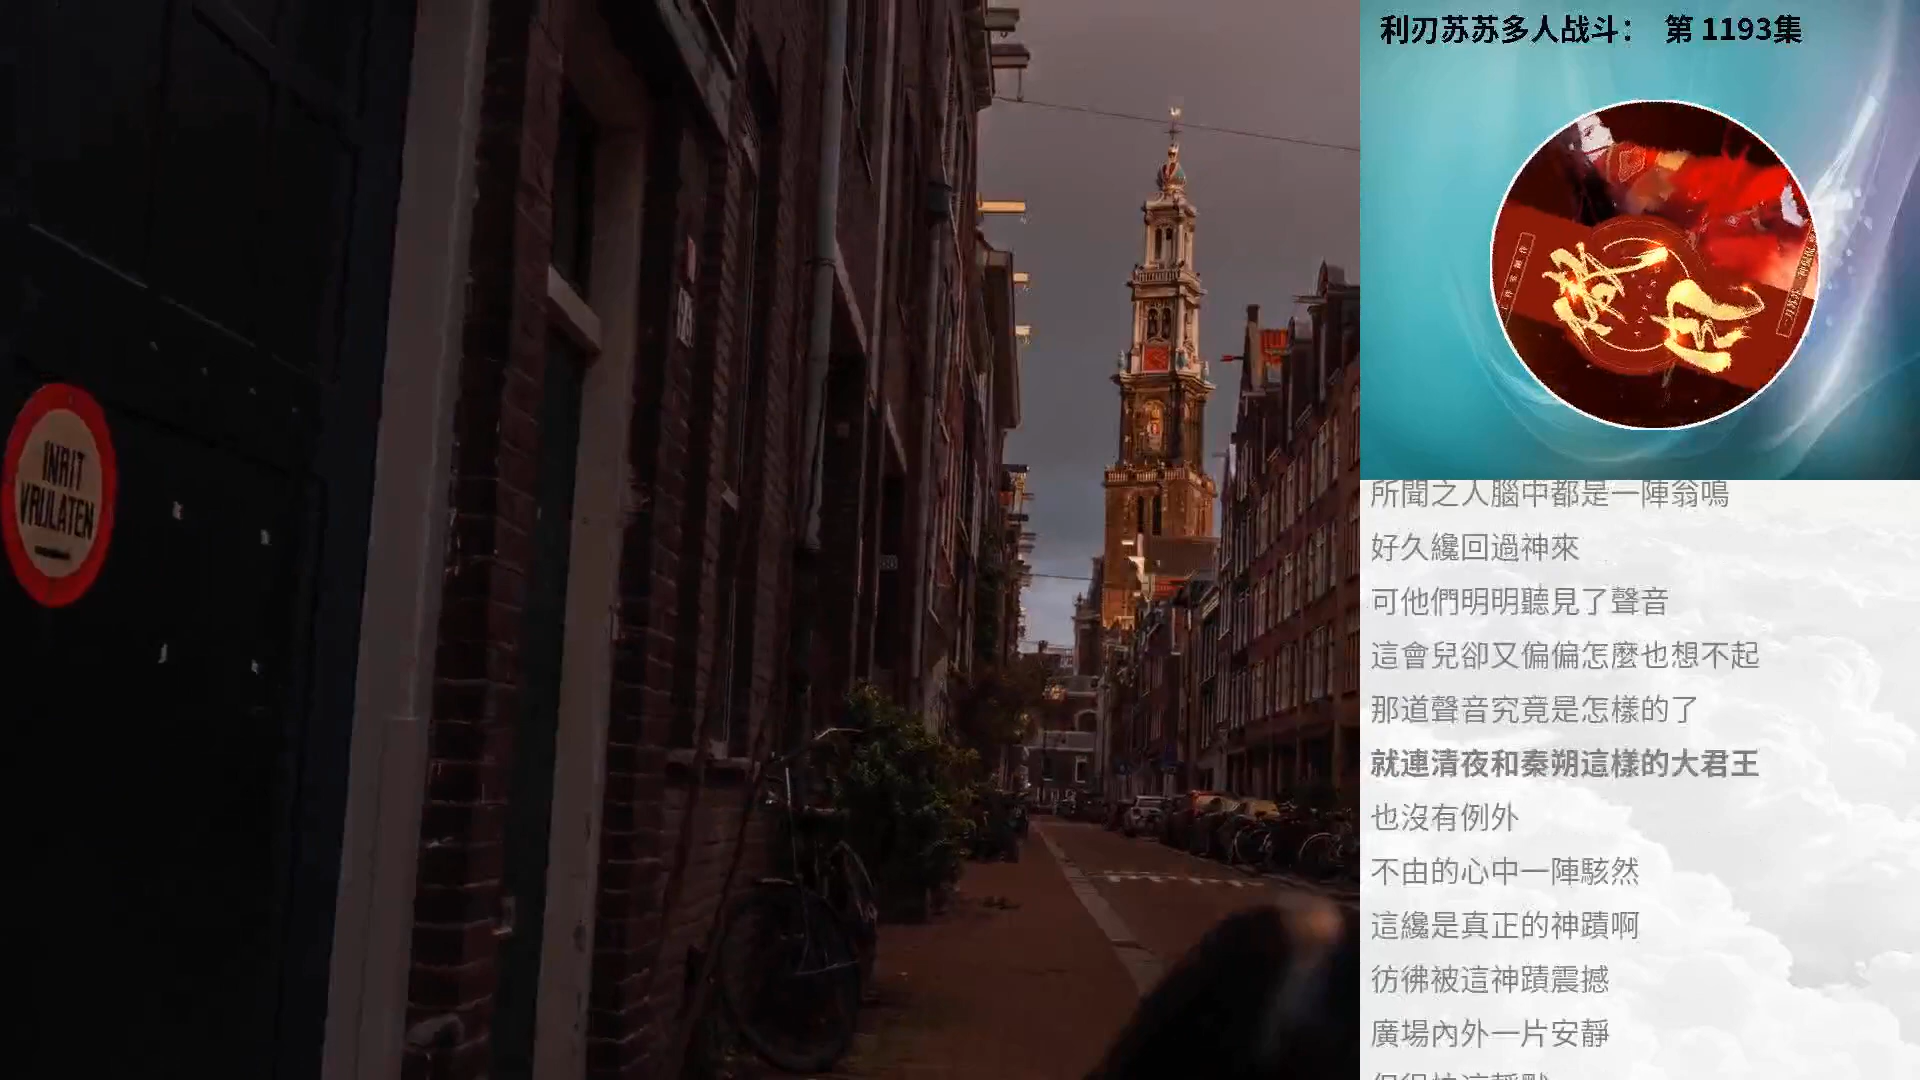 利刃苏苏多人战斗： 第 1193集
INRIT
VRIJLATEN
所聞之人腦中都是一陣翁鳴
好久纔回過神來
可他們明明聽見了聲音
這會兒卻又偏偏怎麼也想不起
那道聲音究竟是怎樣的了
就連清夜和秦朔這樣的大君王
也沒有例外
不由的心中一陣駭然
這纔是真正的神蹟啊
彷彿被這神蹟震撼
廣場內外一片安靜